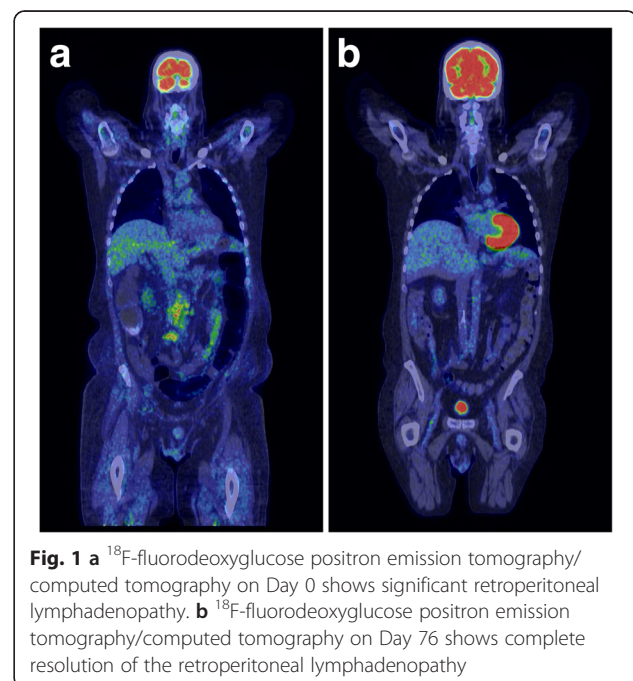 a
b
Fig. 1 a ¹⁸F-fluorodeoxyglucose positron emission tomography/
computed tomography on Day 0 shows significant retroperitoneal
lymphadenopathy. b ¹⁸F-fluorodeoxyglucose positron emission
tomography/computed tomography on Day 76 shows complete
resolution of the retroperitoneal lymphadenopathy